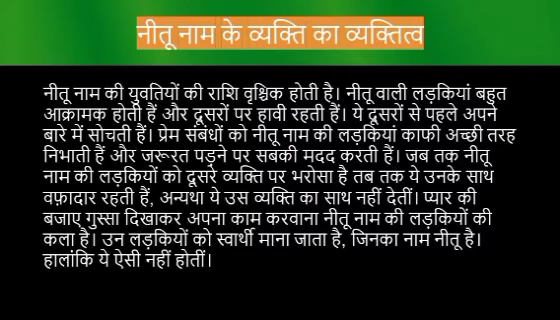 नीतू नाम के व्यक्ति का व्यक्तित्व
नीतू नाम की युवतियों की राशि वृश्चिक होती है। नीतू वाली लड़कियां बहुत
आक्रामक होती हैं और दूसरों पर हावी रहती हैं। ये दूसरों से पहले अपने
बारे में सोचती हैं। प्रेम संबंधों को नीतू नाम की लड़कियां काफी अच्छी तरह
निभाती हैं और जरूरत पड़ने पर सबकी मदद करती हैं। जब तक नीतू
नाम की लड़कियों को दूसरे व्यक्ति पर भरोसा है तब तक ये उनके साथ
वफ़ादार रहती हैं, अन्यथा ये उस व्यक्ति का साथ नहीं देतीं। प्यार की
बजाए गुस्सा दिखाकर अपना काम करवाना नीतू नाम की लड़कियों की
कला है। उन लड़कियों को स्वार्थी माना जाता है, जिनका नाम नीतू है।
हालांकि ये ऐसी नहीं होतीं।